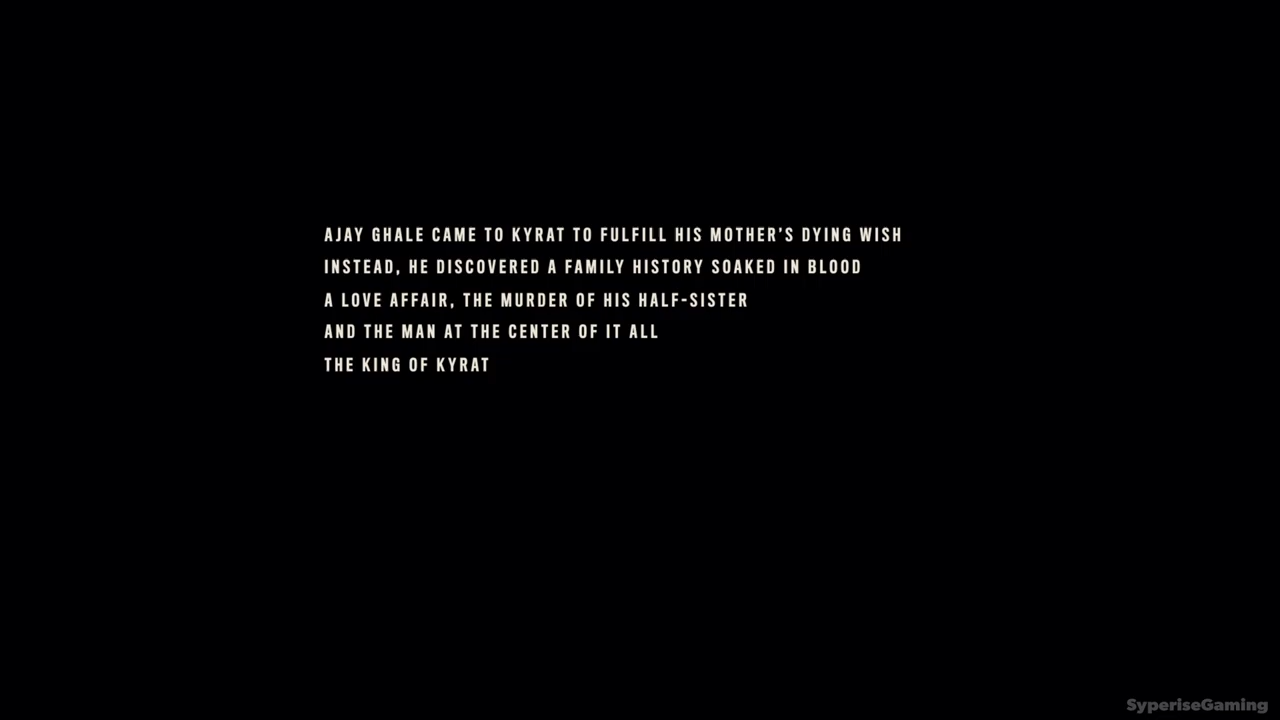 AJAY GHALE CAME TO KYRAT TO FULFILL HIS MOTHER'S DYING WISH
INSTEAD, HE DISCOVERED A FAMILY HISTORY SOAKED IN BLOOD
A LOVE AFFAIR, THE MURDER OF HIS HALF-SISTER
AND THE MAN AT THE CENTER OF IT ALL
THE KING OF KYRAT
SyperiseGaming